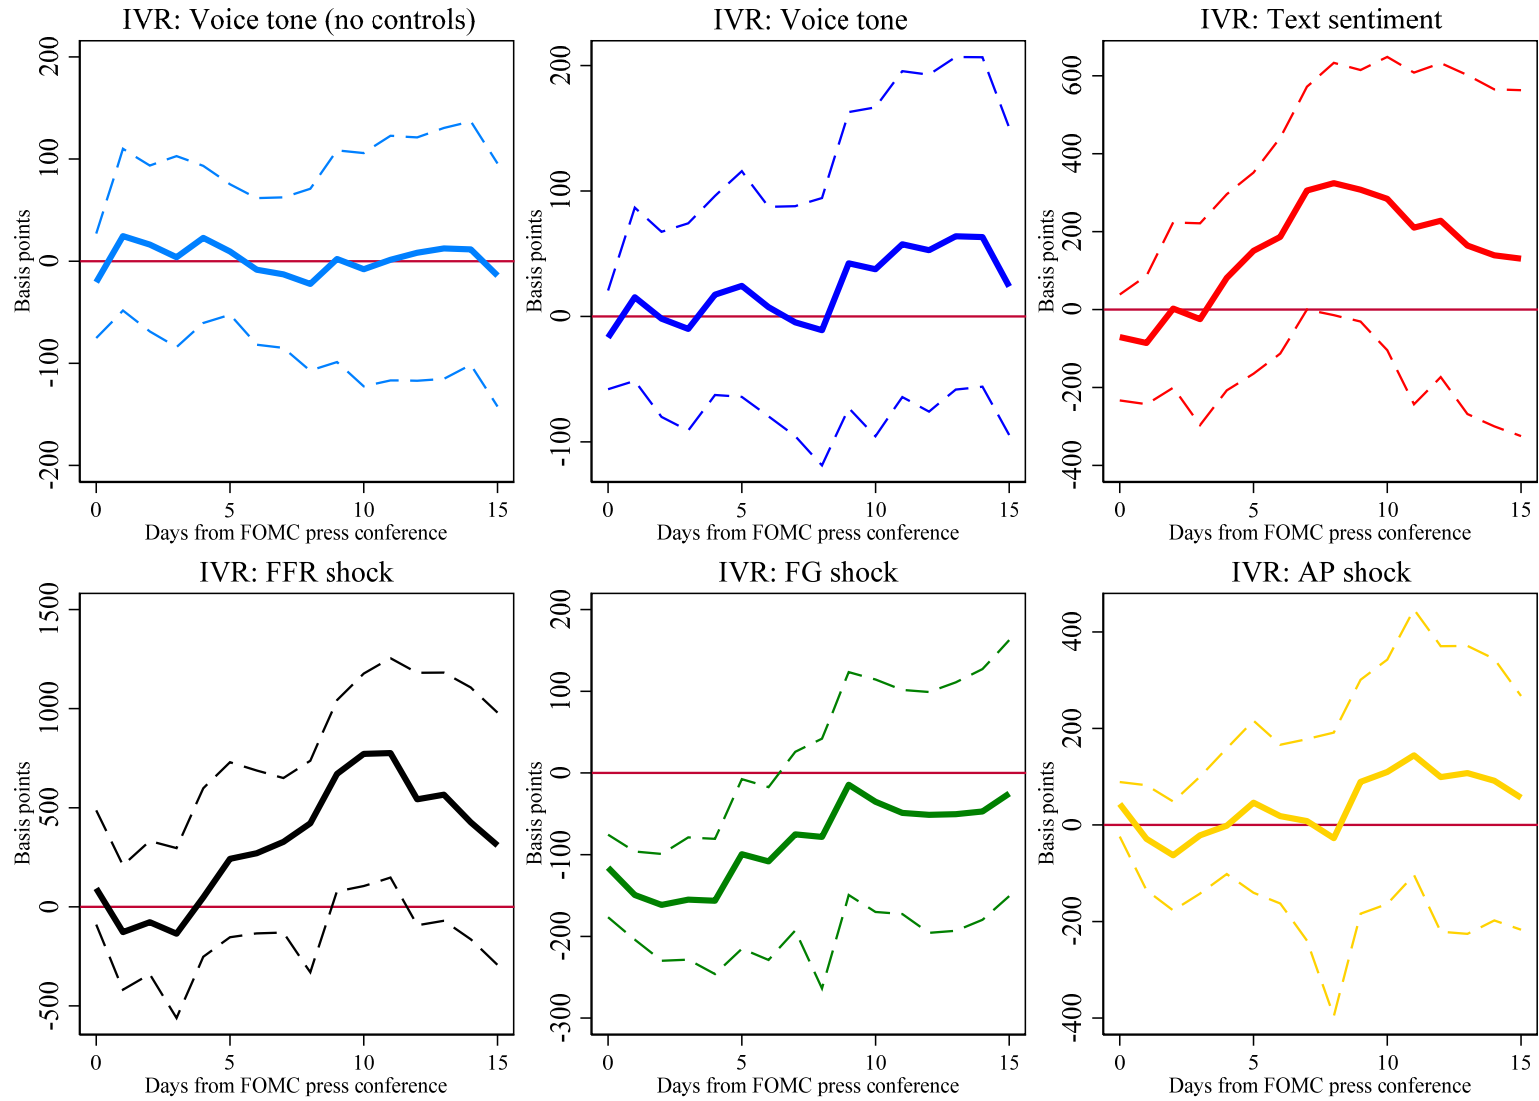 IVR: Voice tone (no controls)
200
100
0
-100
-200
Basis points
0 5 10 15
Days from FOMC press conference
IVR: Voice tone
200
100
0
-100
Basis points
0 5 10 15
Days from FOMC press conference
IVR: Text sentiment
600
400
200
0
-200
-400
Basis points
0 5 10 15
Days from FOMC press conference
IVR: FFR shock
1500
1000
500
0
-500
Basis points
0 5 10 15
Days from FOMC press conference
IVR: FG shock
200
100
0
-100
-200
-300
Basis points
0 5 10 15
Days from FOMC press conference
IVR: AP shock
400
200
0
-200
-400
Basis points
0 5 10 15
Days from FOMC press conference